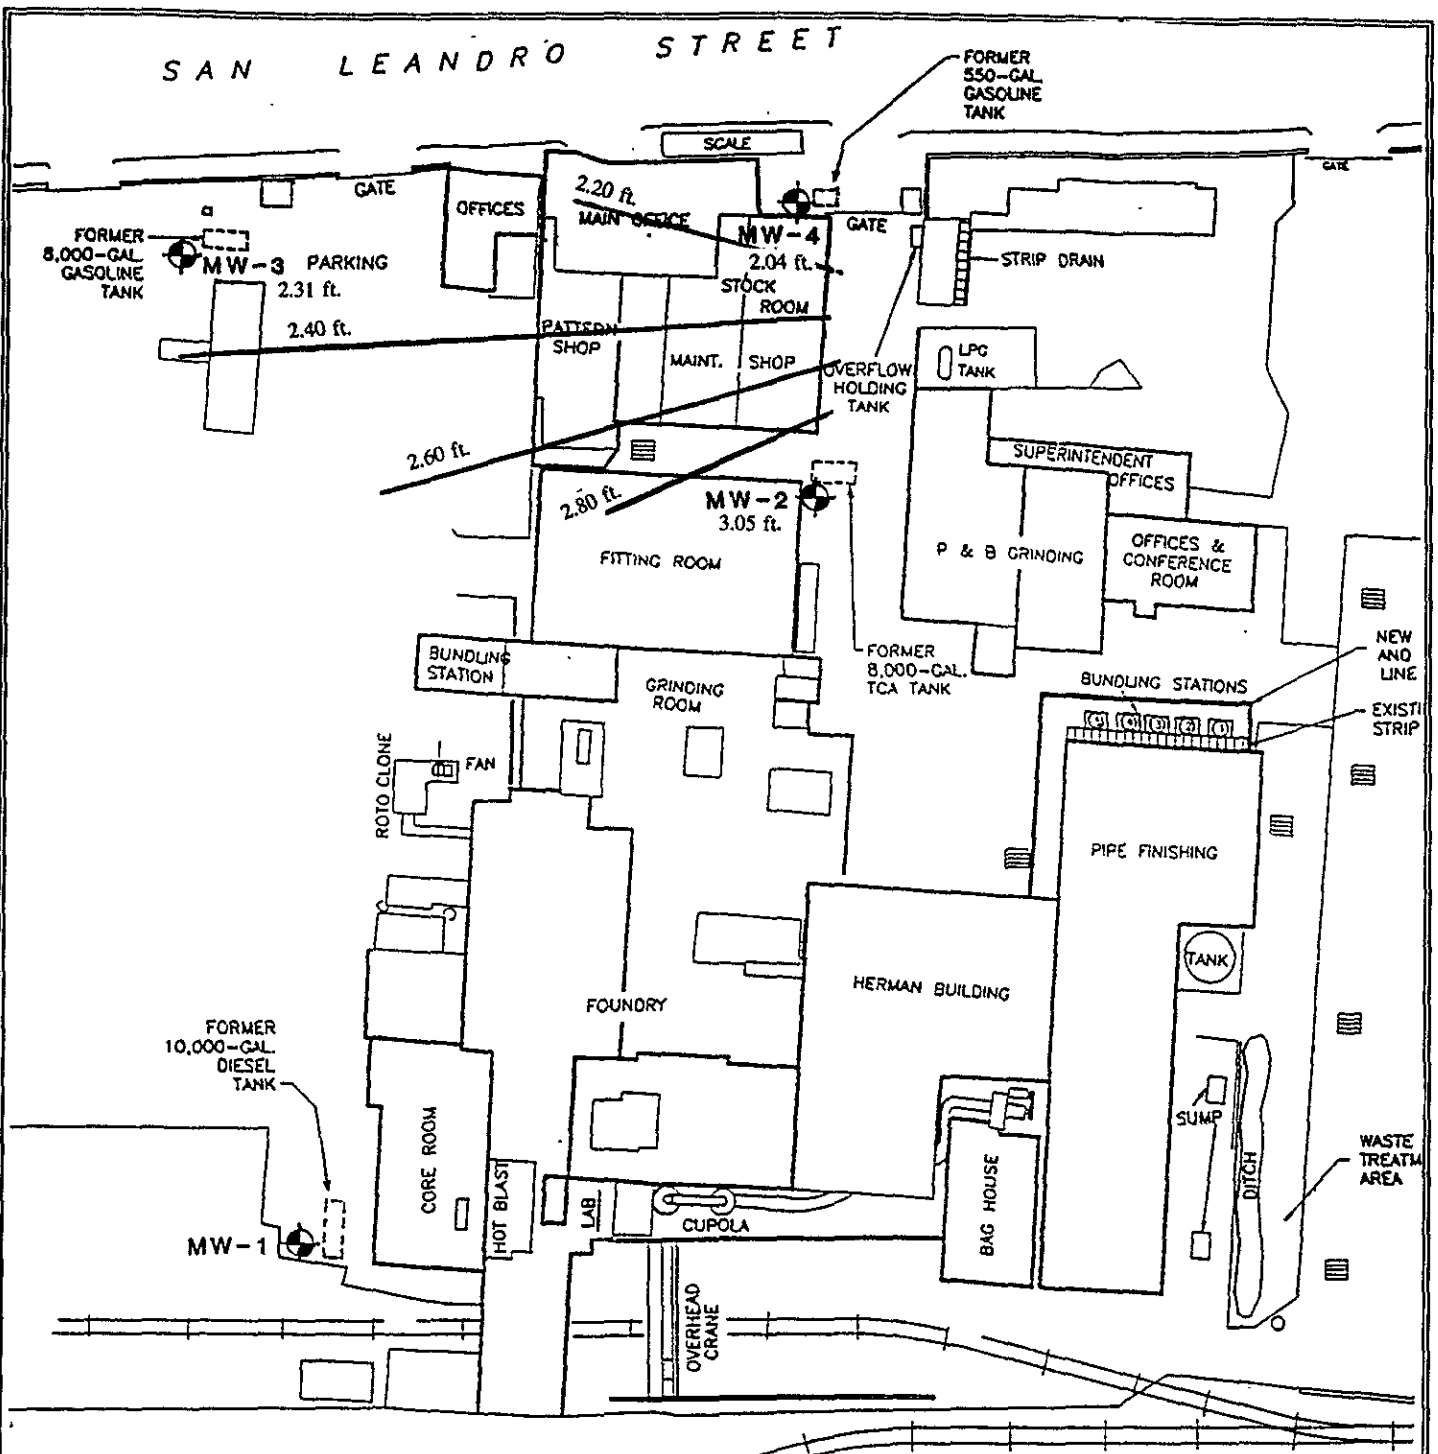 SAN LEANDRO STREET
FORMER
550-GAL.
GASOLINE
TANK
SCALE
GATE
GATE
OFFICES
2.20 ft.
MAIN OFFICE
MW-4
2.04 ft.
GATE
FORMER
8,000-GAL.
GASOLINE
TANK
MW-3
PARKING
2.31 ft.
STRIP DRAIN
STOCK
ROOM
2.40 ft.
PATTERN
SHOP
MAINT.
SHOP
OVERFLOW
HOLDING
TANK
LPG
TANK
2.60 ft.
2.80 ft.
MW-2
3.05 ft.
SUPERINTENDENT
OFFICES
FITTING ROOM
P & B GRINDING
OFFICES &
CONFERENCE
ROOM
BUNDLING
STATION
GRINDING
ROOM
FORMER
8,000-GAL.
TCA TANK
NEW
AND
LINE
BUNDLING STATIONS
EXISTI
STRIP
(3)
(2)
(1)
ROTO CLONE
FAN
PIPE FINISHING
TANK
HERMAN BUILDING
FOUNDRY
FORMER
10,000-GAL.
DIESEL
TANK
SUMP
CORE ROOM
HOT BLAST
LAB
CUPOLA
BAG HOUSE
DITCH
WASTE
TREATM
AREA
MW-1
OVERHEAD
CRANE